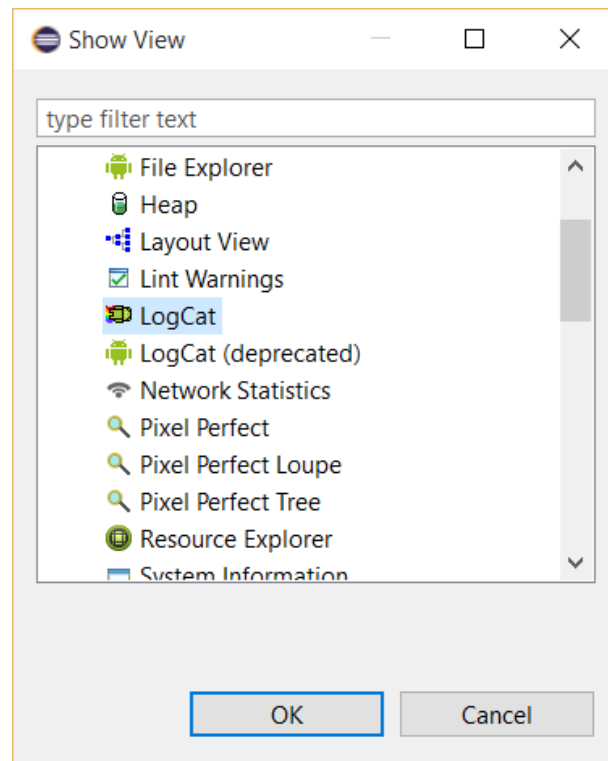 Show View
type filter text
File Explorer
Heap
Layout View
Lint Warnings
LogCat
LogCat (deprecated)
Network Statistics
Pixel Perfect
Pixel Perfect Loupe
Pixel Perfect Tree
Resource Explorer
System Information
OK Cancel